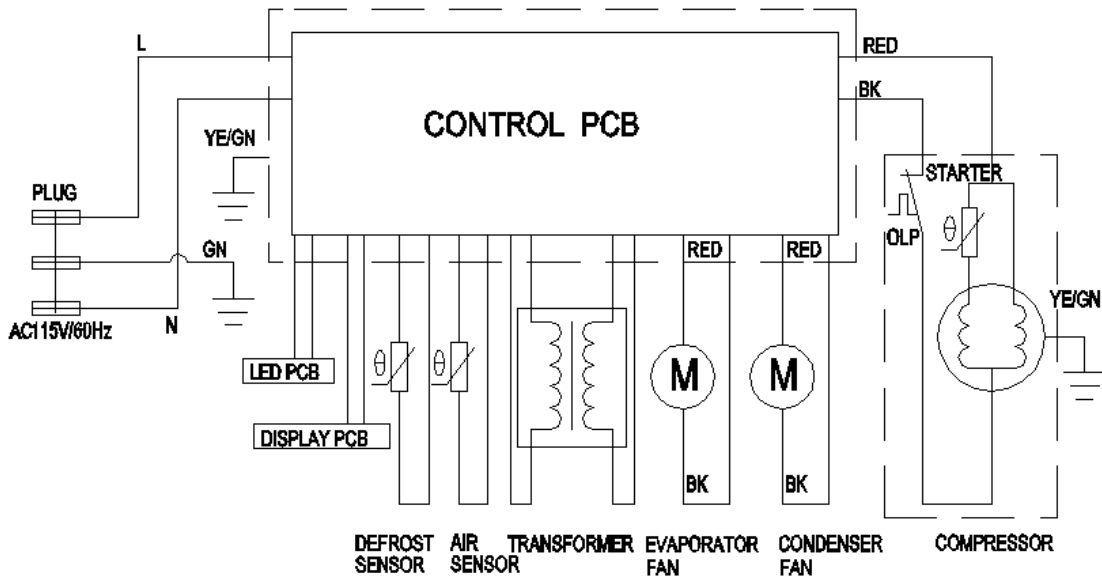 L
RED
BK
CONTROL PCB
YE/GN
STARTER
PLUG
θ
OLP
GN
RED
RED
YE/GN
N
AC115V/60Hz
LED PCB
θ
θ
M
M
DISPLAY PCB
BK
BK
DEFROST
SENSOR
AIR
SENSOR
TRANSFORMER
EVAPORATOR
FAN
CONDENSER
FAN
COMPRESSOR